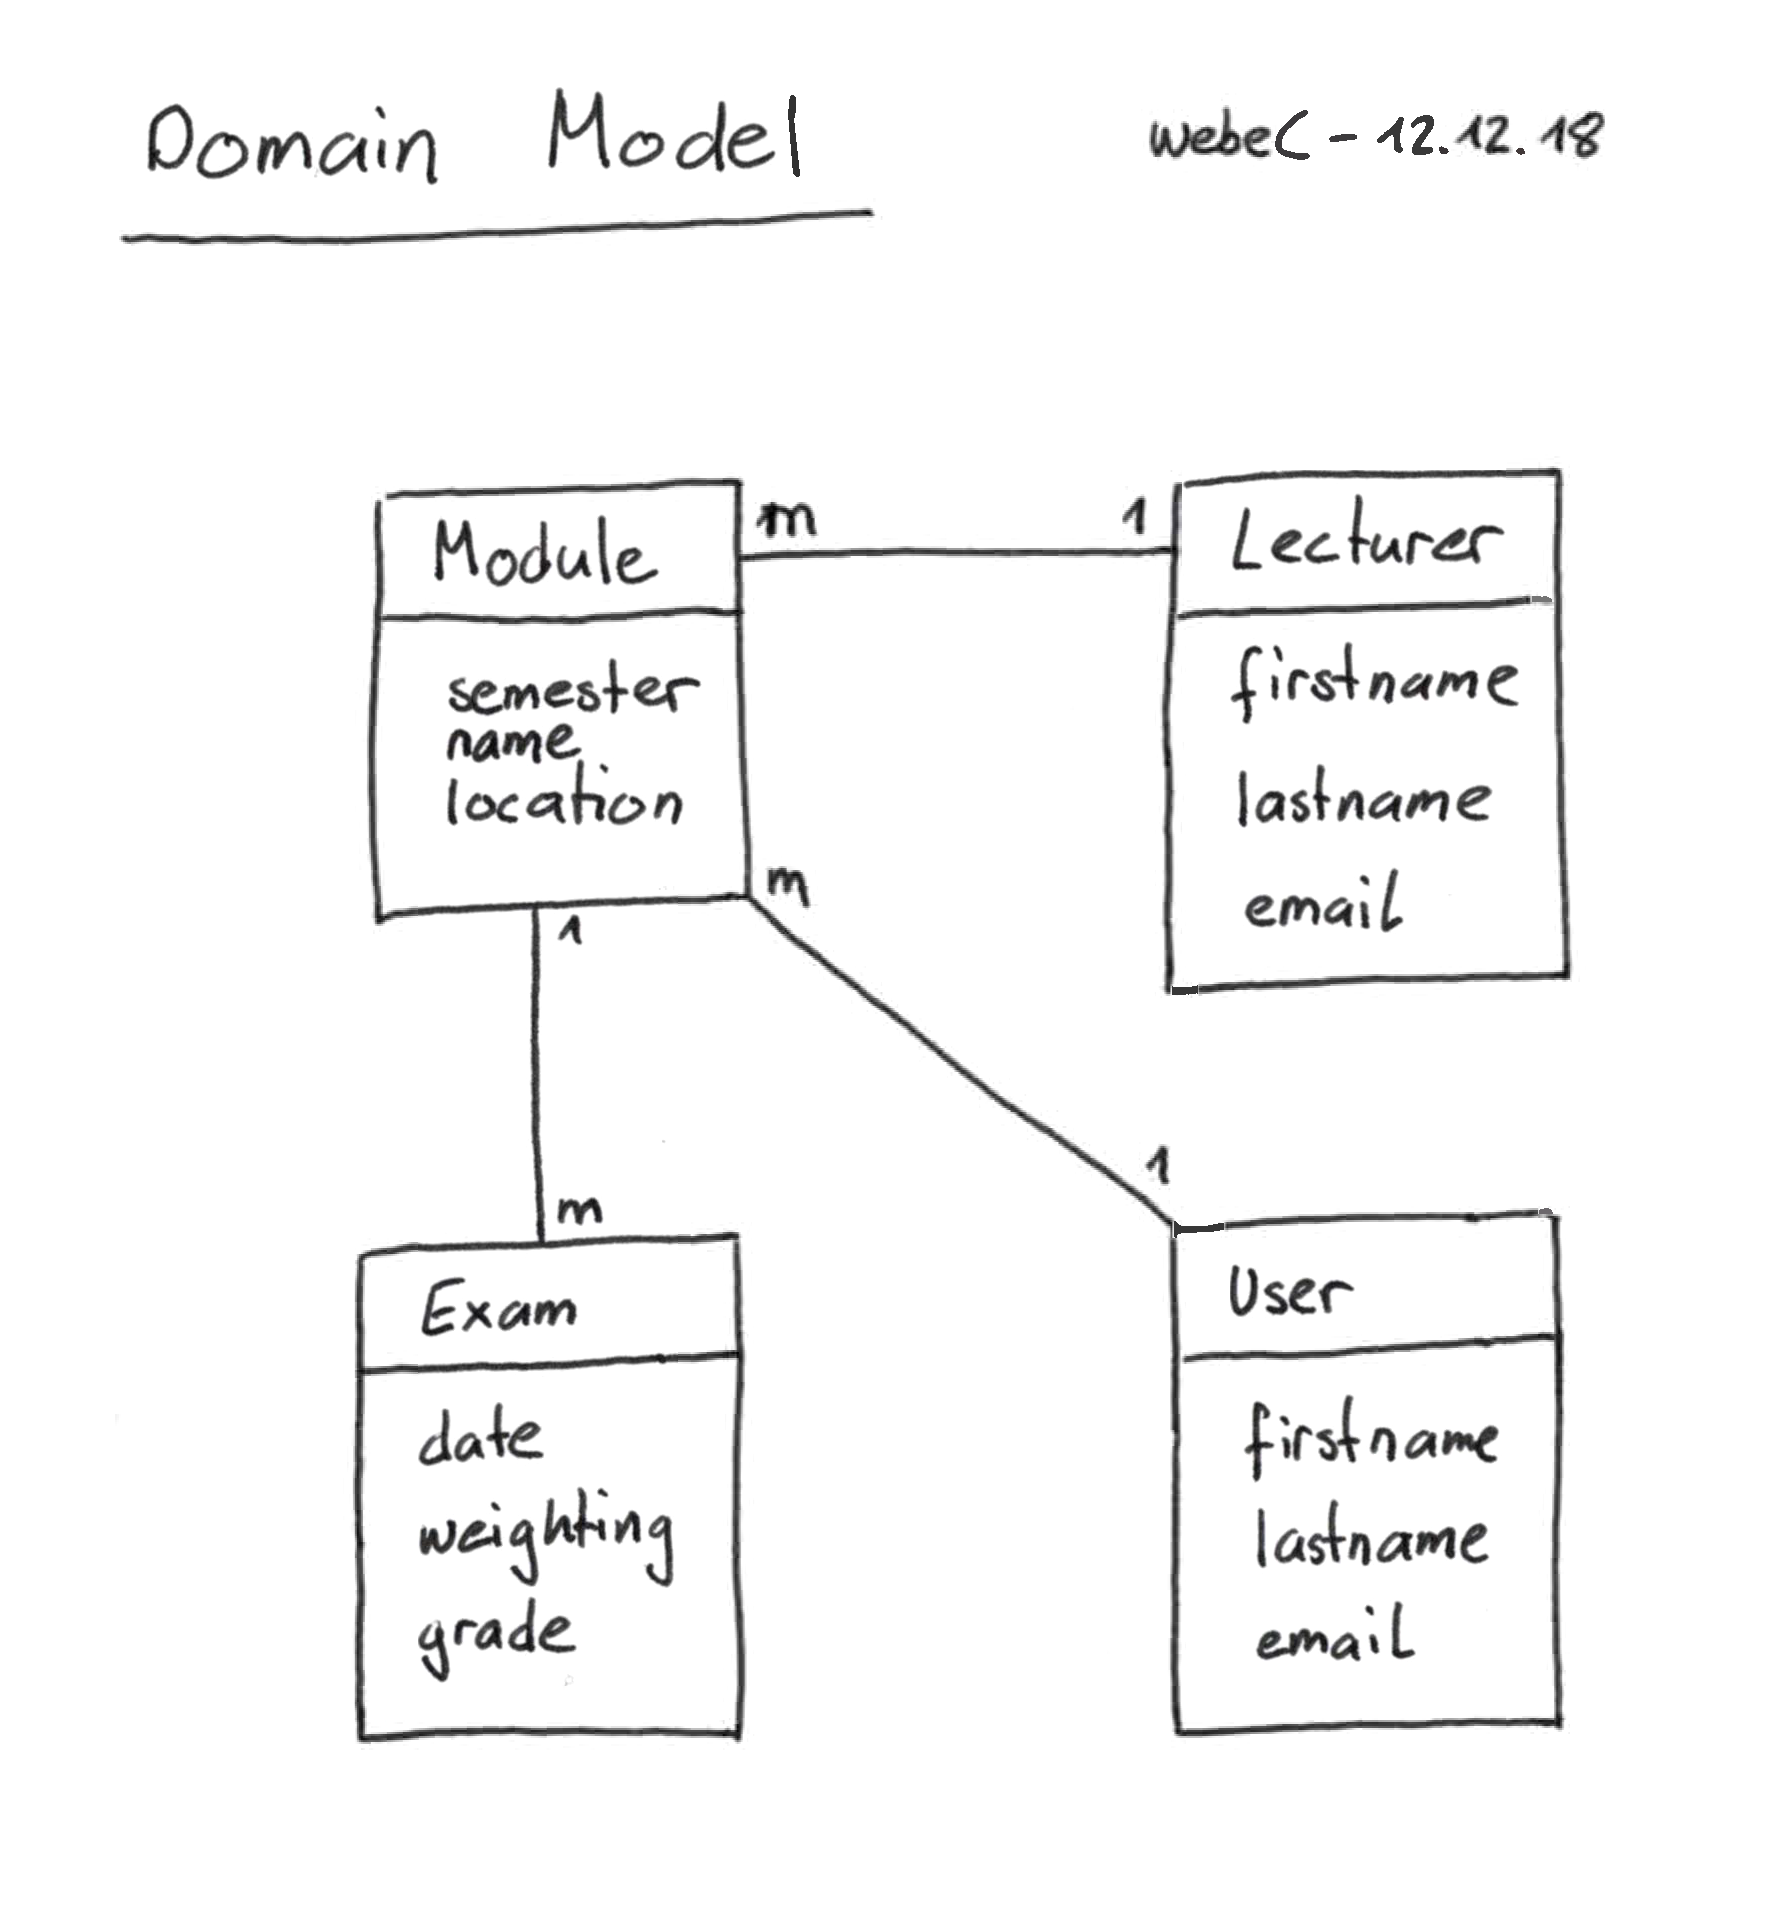 Domain Model
webeC - 12.12.18
Module
m
1
Lecturer
semester
name
location
firstname
lastname
email
m
1
1
m
Exam
date
weighting
grade
User
firstname
lastname
email